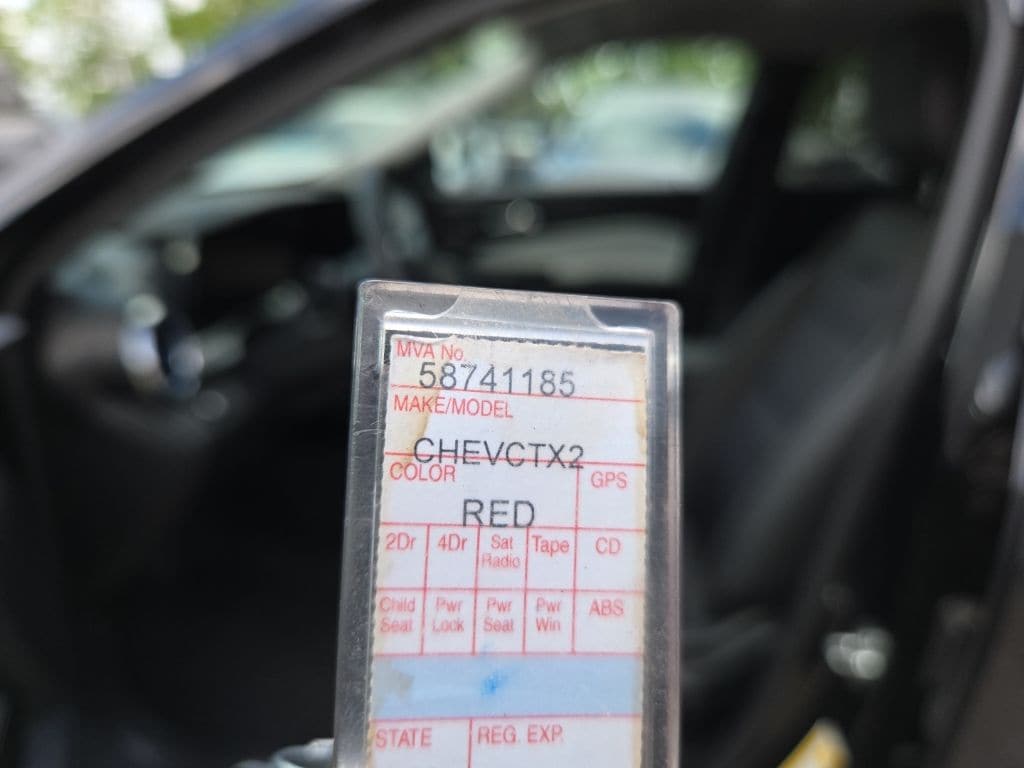 MVA No.
58741185
MAKE/MODEL
CHEVCTX2
COLOR GPS
RED
2Dr 4Dr Sat Radio Tape CD
Child Seat Pwr Lock Pwr Seat Pwr Win ABS
STATE REG. EXP.